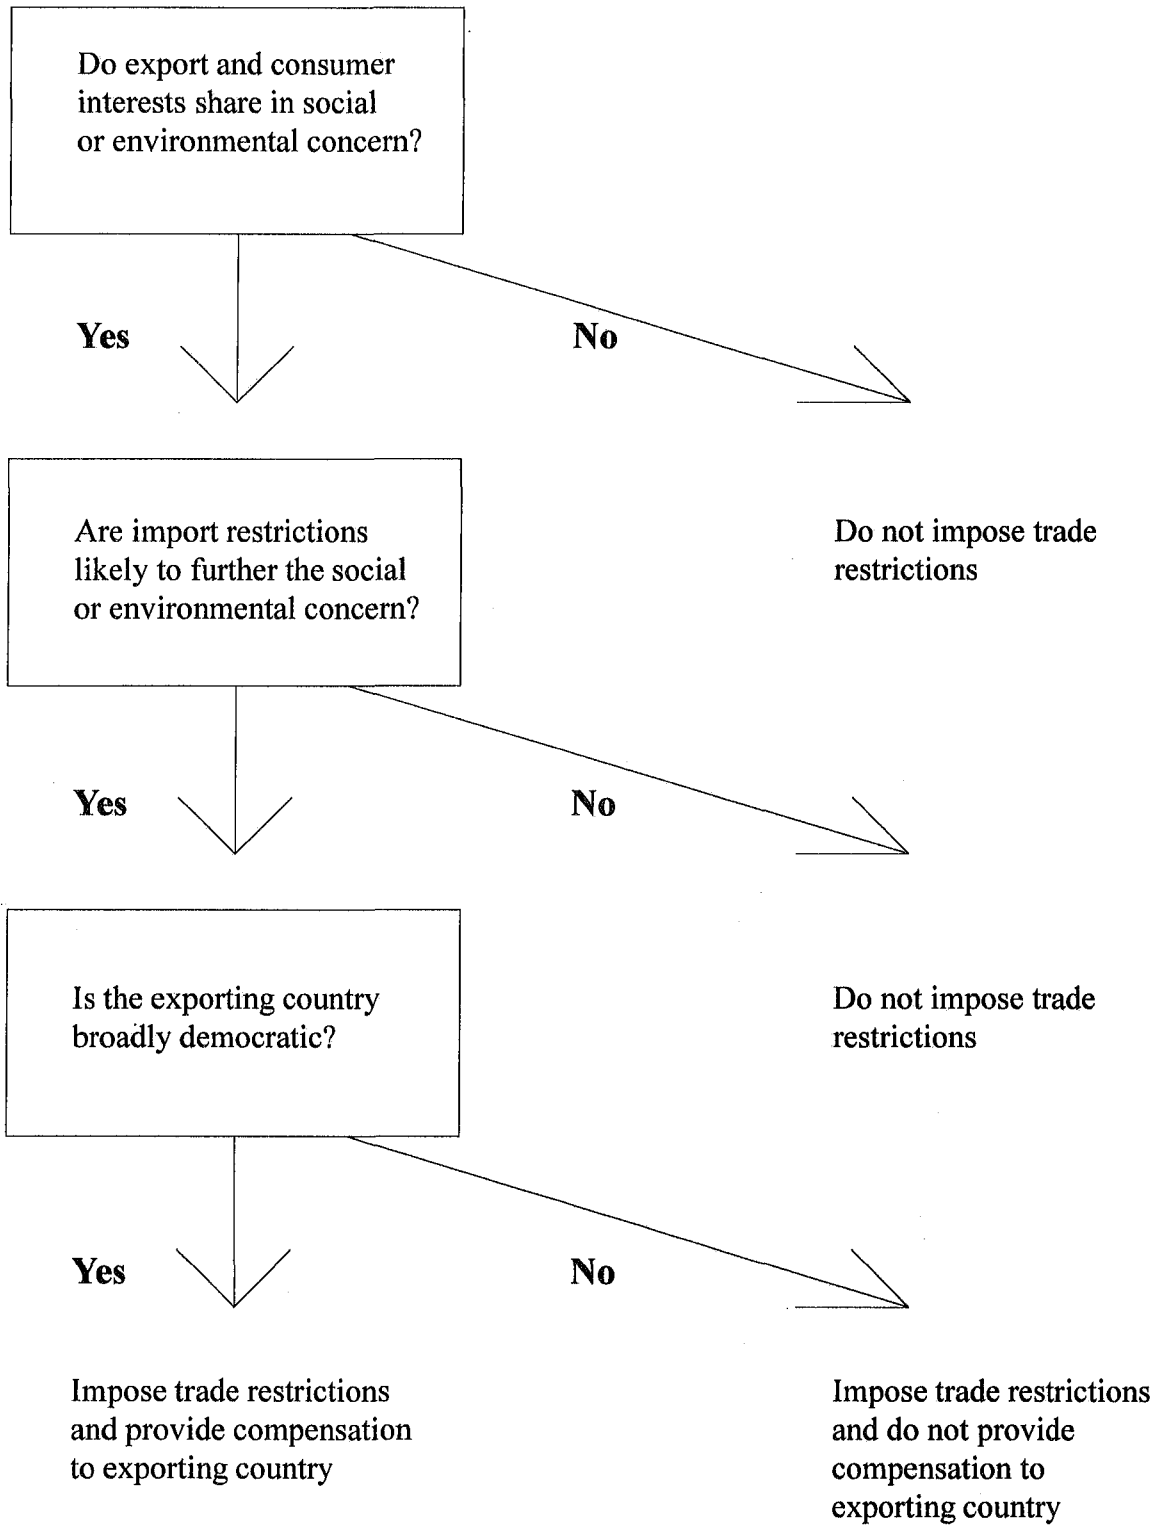 Do export and consumer
interests share in social
or environmental concern?
Yes
No
Are import restrictions
likely to further the social
or environmental concern?
Do not impose trade
restrictions
Yes
No
Is the exporting country
broadly democratic?
Do not impose trade
restrictions
Yes
No
Impose trade restrictions
and provide compensation
to exporting country
Impose trade restrictions
and do not provide
compensation to
exporting country